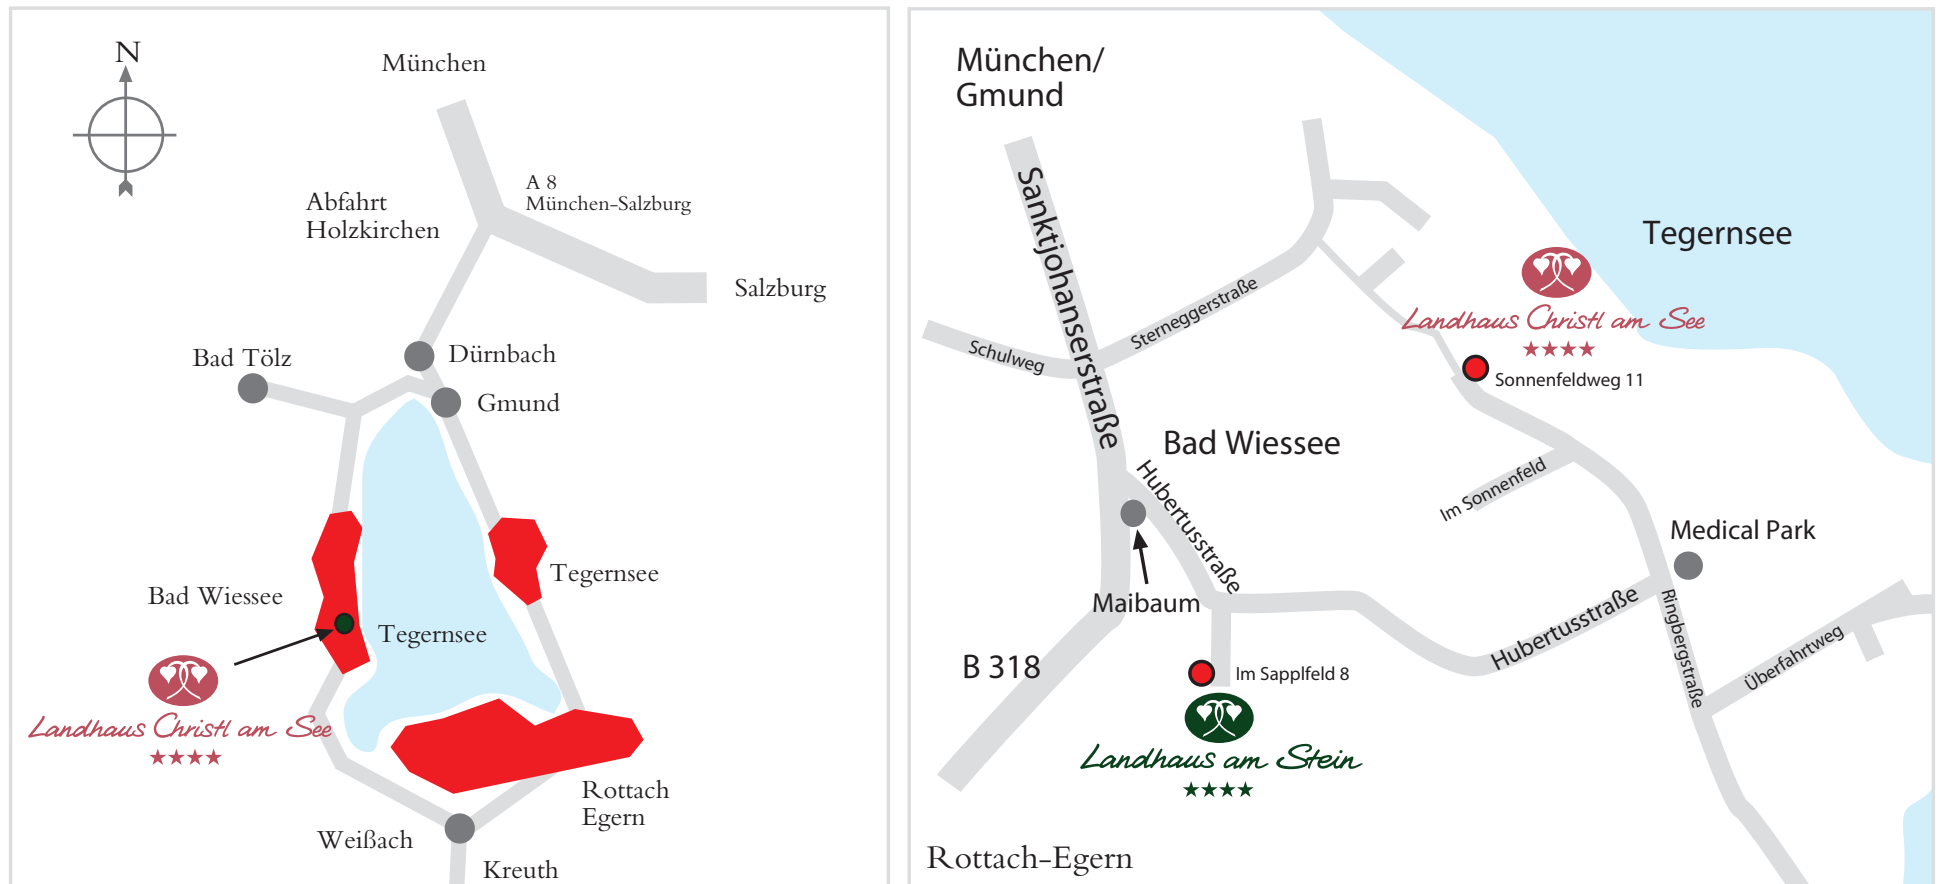 N
München
A 8
München-Salzburg
Abfahrt
Holzkirchen
Salzburg
Dürnbach
Bad Tölz
Gmund
Tegernsee
Bad Wiessee
Tegernsee
Landhaus Christl am See
Rottach
Egern
Weißach
Kreuth
München/
Gmund
Sanktjohanserstraße
Tegernsee
Sterneggerstraße
Landhaus Christl am See
Schulweg
Sonnenfeldweg 11
Bad Wiessee
Hubertusstraße
Im Sonnenfeld
Medical Park
Maibaum
Hubertusstraße
Ringbergstraße
Überfahrtweg
B 318
Im Sapplfeld 8
Landhaus am Stein
Rottach-Egern